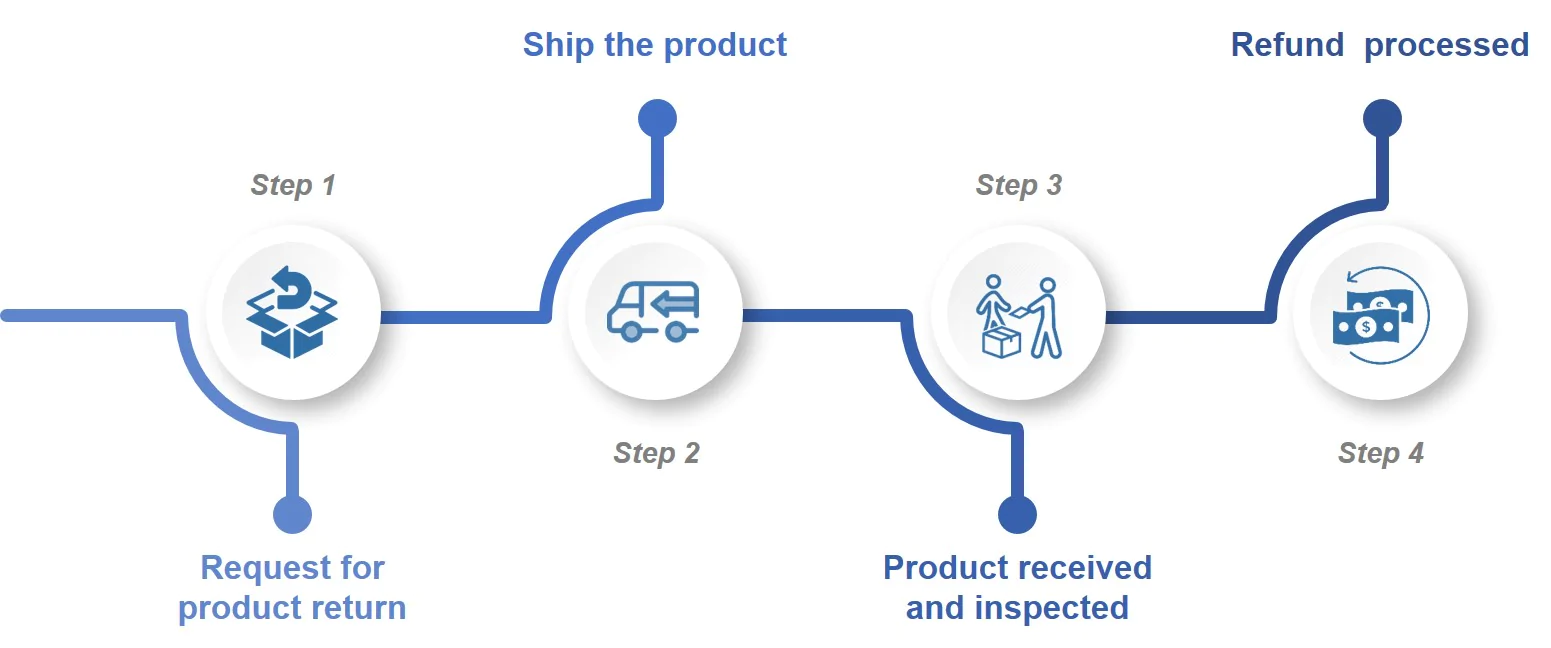 Step 1
Request for
product return
Ship the product
Step 2
Step 3
Product received
and inspected
Refund  processed
$
$
Step 4